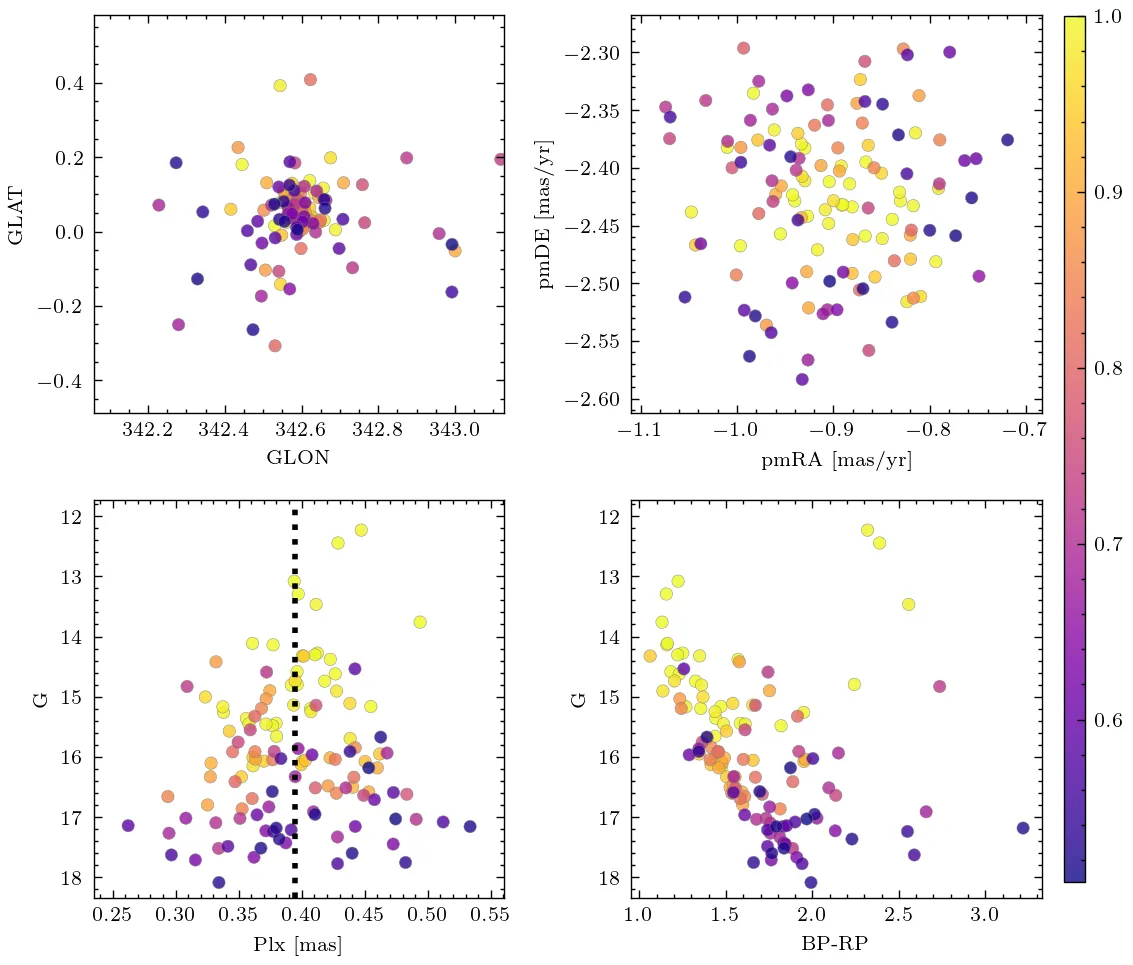 0.4
0.2
0.0
−0.2
−0.4
GLAT
342.2 342.4 342.6 342.8 343.0
GLON
−2.30
−2.35
−2.40
−2.45
−2.50
−2.55
−2.60
pmDE [mas/yr]
−1.1 −1.0 −0.9 −0.8 −0.7
pmRA [mas/yr]
1.0
0.9
0.8
0.7
0.6
12
13
14
15
16
17
18
G
0.25 0.30 0.35 0.40 0.45 0.50 0.55
Plx [mas]
12
13
14
15
16
17
18
G
1.0 1.5 2.0 2.5 3.0
BP-RP